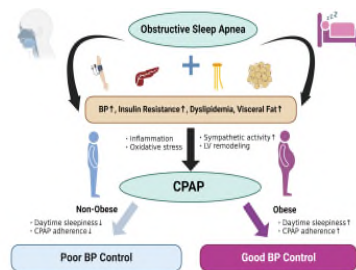 Obstructive Sleep Apnea
BP↑, Insulin Resistance↑, Dyslipidemia, Visceral Fat↑
• Inflammation
• Oxidative stress
• Sympathetic activity↑
• LV remodeling
CPAP
Non-Obese
• Daytime sleepiness↓
• CPAP adherence↓
Obese
• Daytime sleepiness↑
• CPAP adherence↑
Poor BP Control
Good BP Control